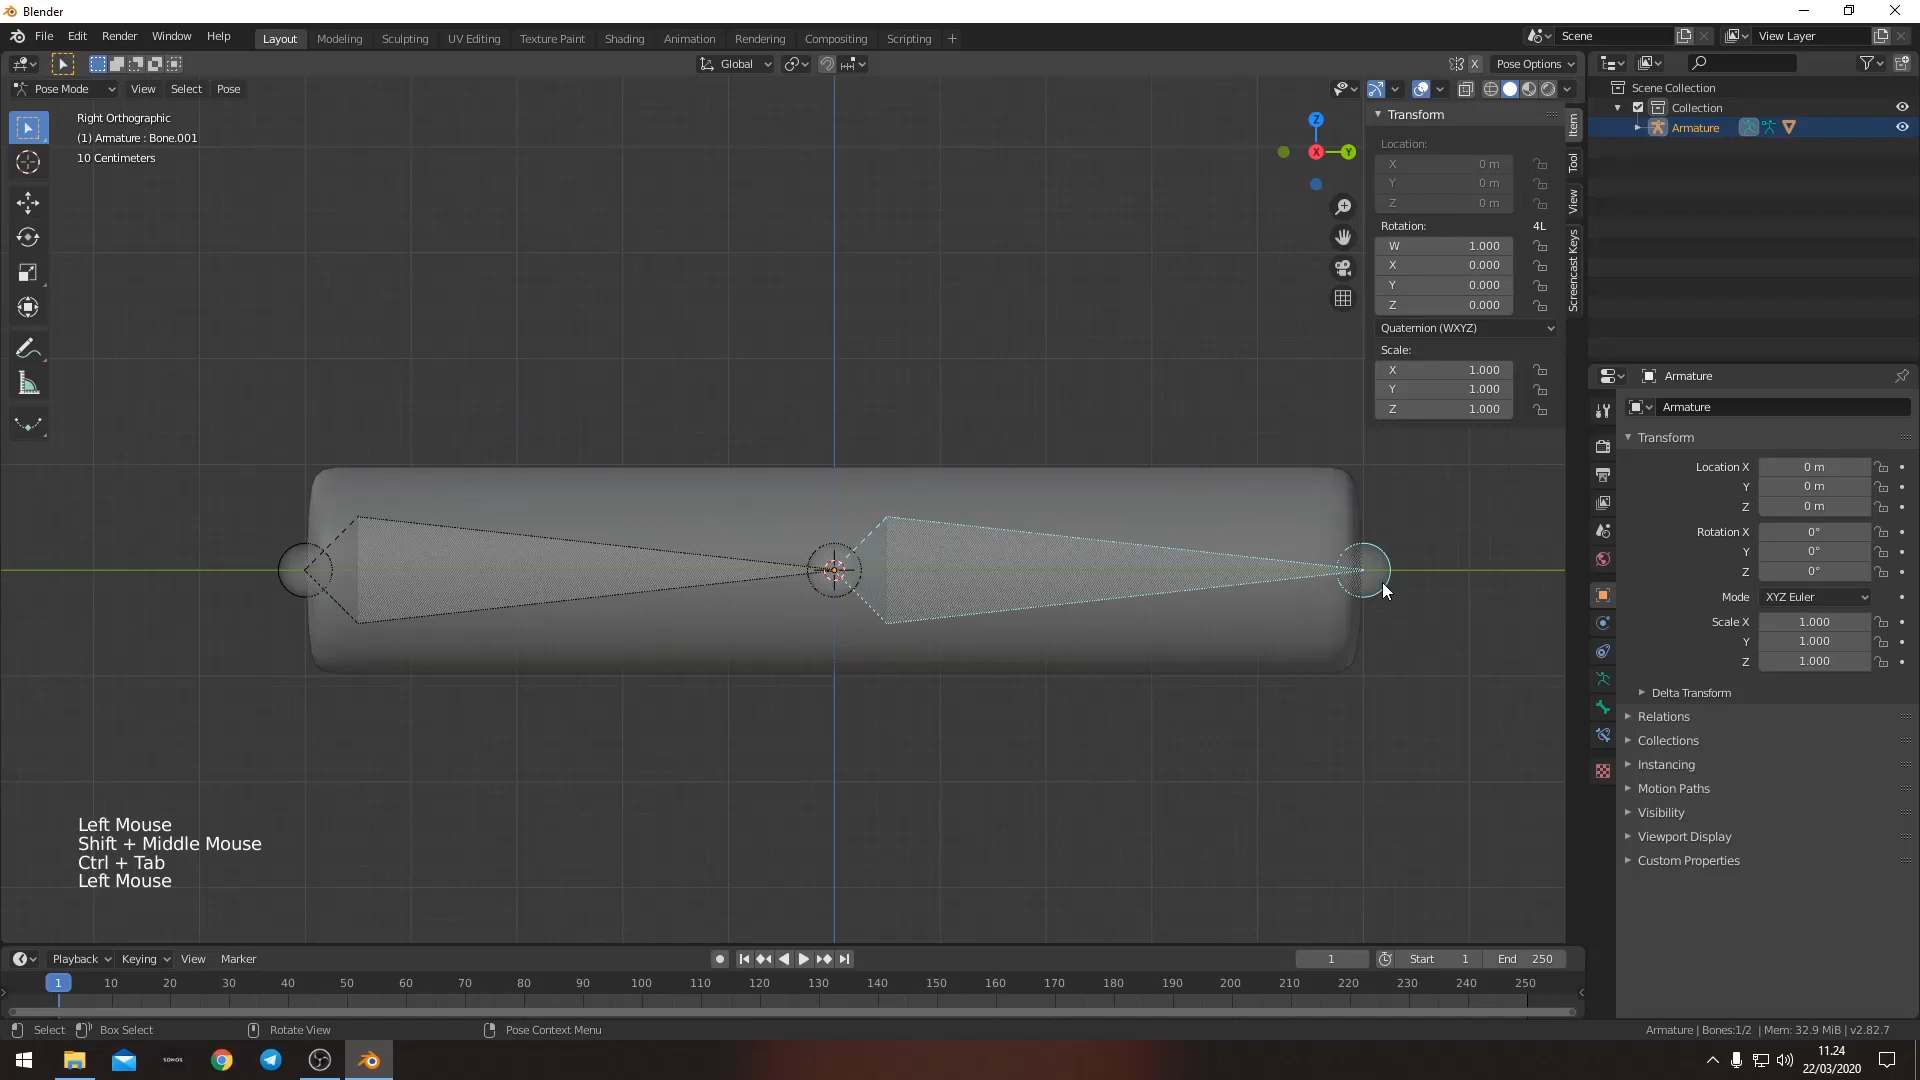 Blender
File Edit Render Window Help
Layout Modeling Sculpting UV Editing Texture Paint Shading Animation Rendering Compositing Scripting +
Scene
View Layer
Global
X
Pose Options
Pose Mode
View Select Pose
Right Orthographic
(1) Armature : Bone.001
10 Centimeters
Z
X
Y
Transform
Location:
X 0 m
Y 0 m
Z 0 m
Rotation: 4L
W 1.000
X 0.000
Y 0.000
Z 0.000
Quaternion (WXYZ)
Scale:
X 1.000
Y 1.000
Z 1.000
Item
Tool
View
Screencast Keys
Scene Collection
Collection
Armature
Armature
Armature
Transform
Location X 0 m
Y 0 m
Z 0 m
Rotation X 0°
Y 0°
Z 0°
Mode XYZ Euler
Scale X 1.000
Y 1.000
Z 1.000
Delta Transform
Relations
Collections
Instancing
Motion Paths
Visibility
Viewport Display
Custom Properties
Left Mouse
Shift + Middle Mouse
Ctrl + Tab
Left Mouse
Playback Keying View Marker
1
Start 1
End 250
1 10 20 30 40 50 60 70 80 90 100 110 120 130 140 150 160 170 180 190 200 210 220 230 240 250
Select Box Select Rotate View Pose Context Menu
Armature | Bones:1/2 | Mem: 32.9 MiB | v2.82.7
SONOS
11.24
22/03/2020